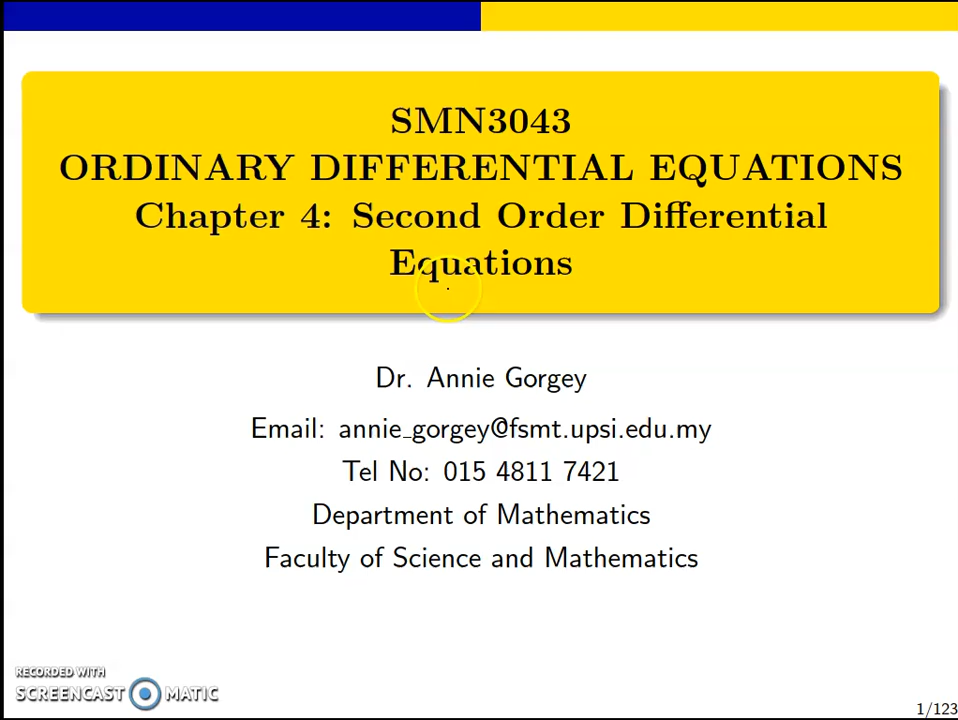 SMN3043
ORDINARY DIFFERENTIAL EQUATIONS
Chapter 4: Second Order Differential
Equations
Dr. Annie Gorgey
Email: annie_gorgey@fsmt.upsi.edu.my
Tel No: 015 4811 7421
Department of Mathematics
Faculty of Science and Mathematics
RECORDED WITH
SCREENCAST MATIC
1/123